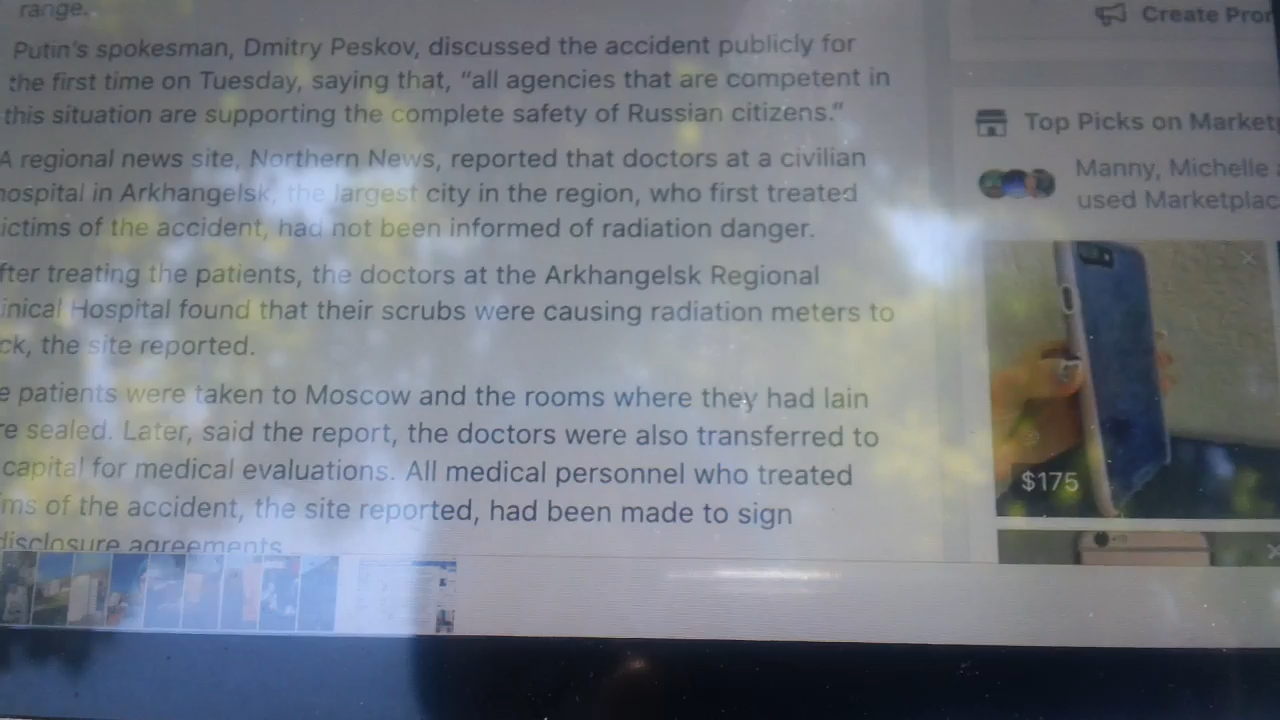 range.
Putin's spokesman, Dmitry Peskov, discussed the accident publicly for
the first time on Tuesday, saying that, "all agencies that are competent in
this situation are supporting the complete safety of Russian citizens."
A regional news site, Northern News, reported that doctors at a civilian
hospital in Arkhangelsk, the largest city in the region, who first treated
ictims of the accident, had not been informed of radiation danger.
fter treating the patients, the doctors at the Arkhangelsk Regional
inical Hospital found that their scrubs were causing radiation meters to
ck, the site reported.
e patients were taken to Moscow and the rooms where they had lain
re sealed. Later, said the report, the doctors were also transferred to
capital for medical evaluations. All medical personnel who treated
ms of the accident, the site reported, had been made to sign
disclosure agreements
Create Pror
Top Picks on Marketp
Manny, Michelle
used Marketplac
$175